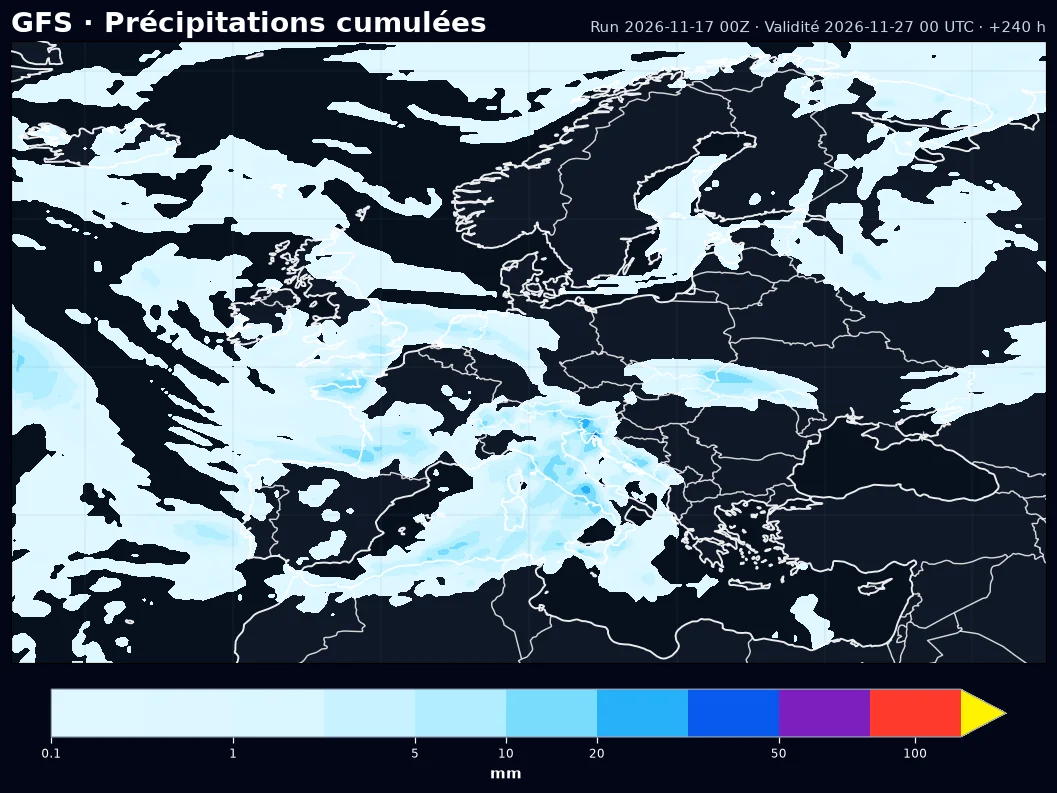 GFS · Précipitations cumulées
Run 2026-11-17 00Z · Validité 2026-11-27 00 UTC · +240 h
0.1 1 5 10 20 50 100
mm